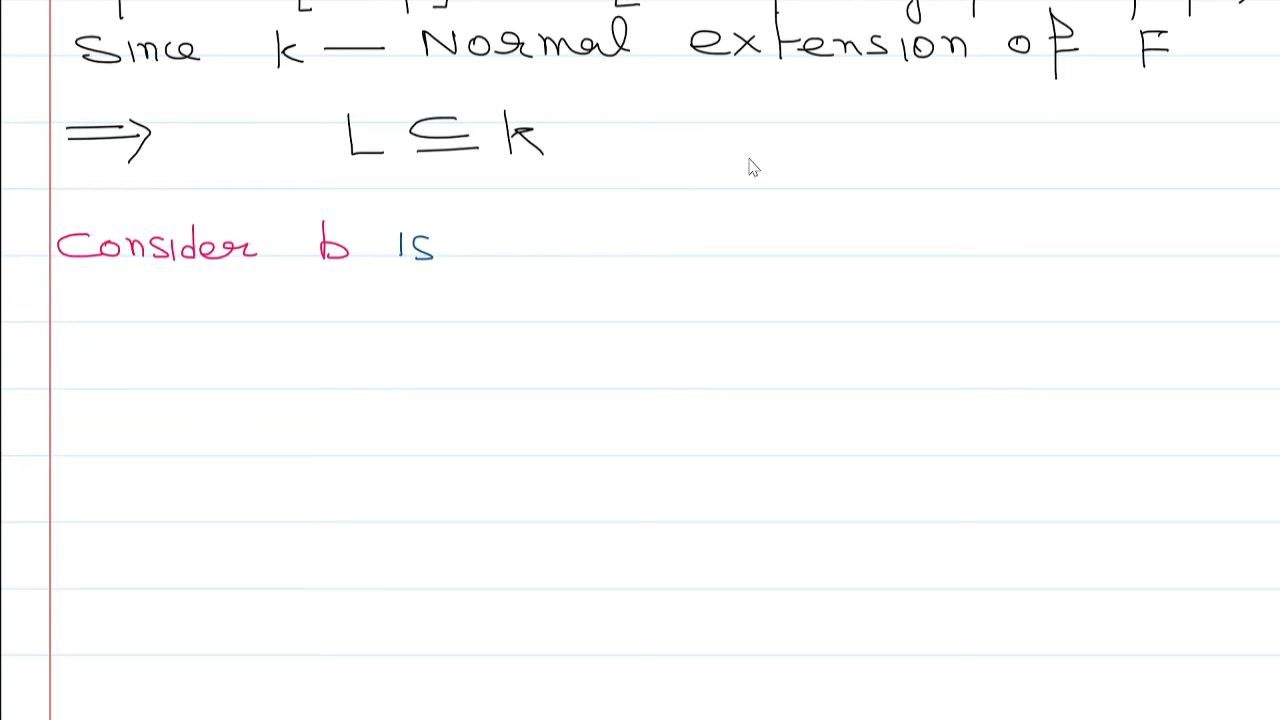 Since k — Normal extension of F
⟹ L ⊆ k
Consider b is